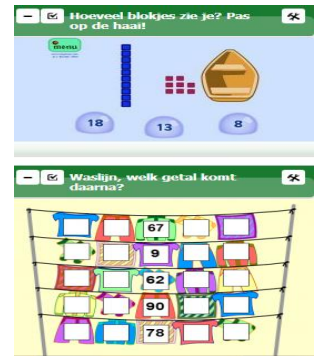 Hoeveel blokjes zie je? Pas
op de haai!
menu
18
13
8
Waslijn, welk getal komt
daarna?
67
9
62
90
78